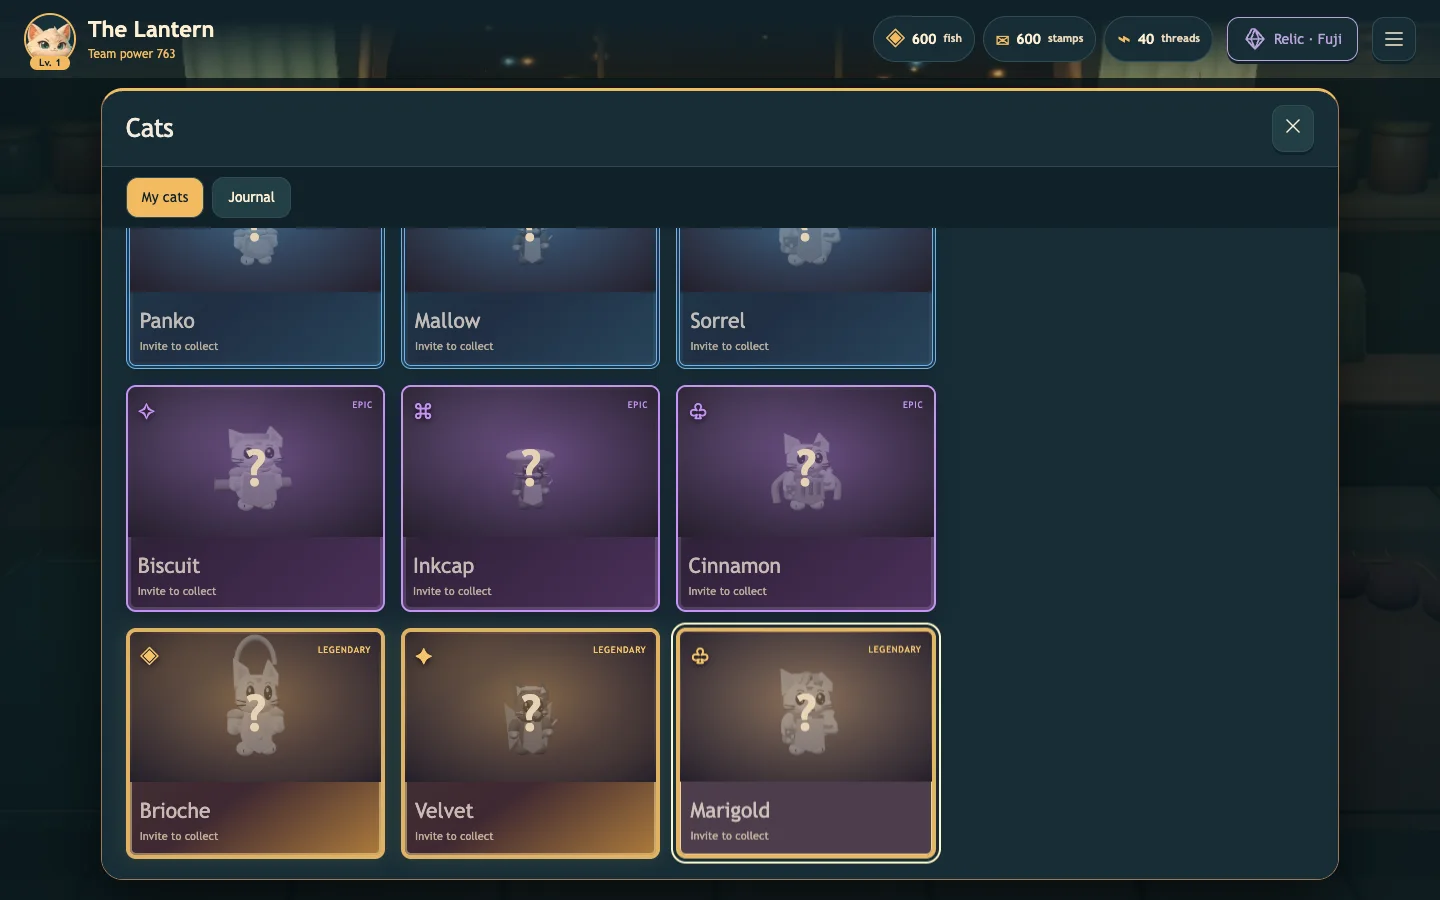 The Lantern
Team power 763
Lv. 1
600 fish
600 stamps
40 threads
Relic · Fuji
Cats
My cats
Journal
? ? ?
Panko
Invite to collect
Mallow
Invite to collect
Sorrel
Invite to collect
EPIC
?
Biscuit
Invite to collect
EPIC
?
Inkcap
Invite to collect
EPIC
?
Cinnamon
Invite to collect
LEGENDARY
?
Brioche
Invite to collect
LEGENDARY
?
Velvet
Invite to collect
LEGENDARY
?
Marigold
Invite to collect